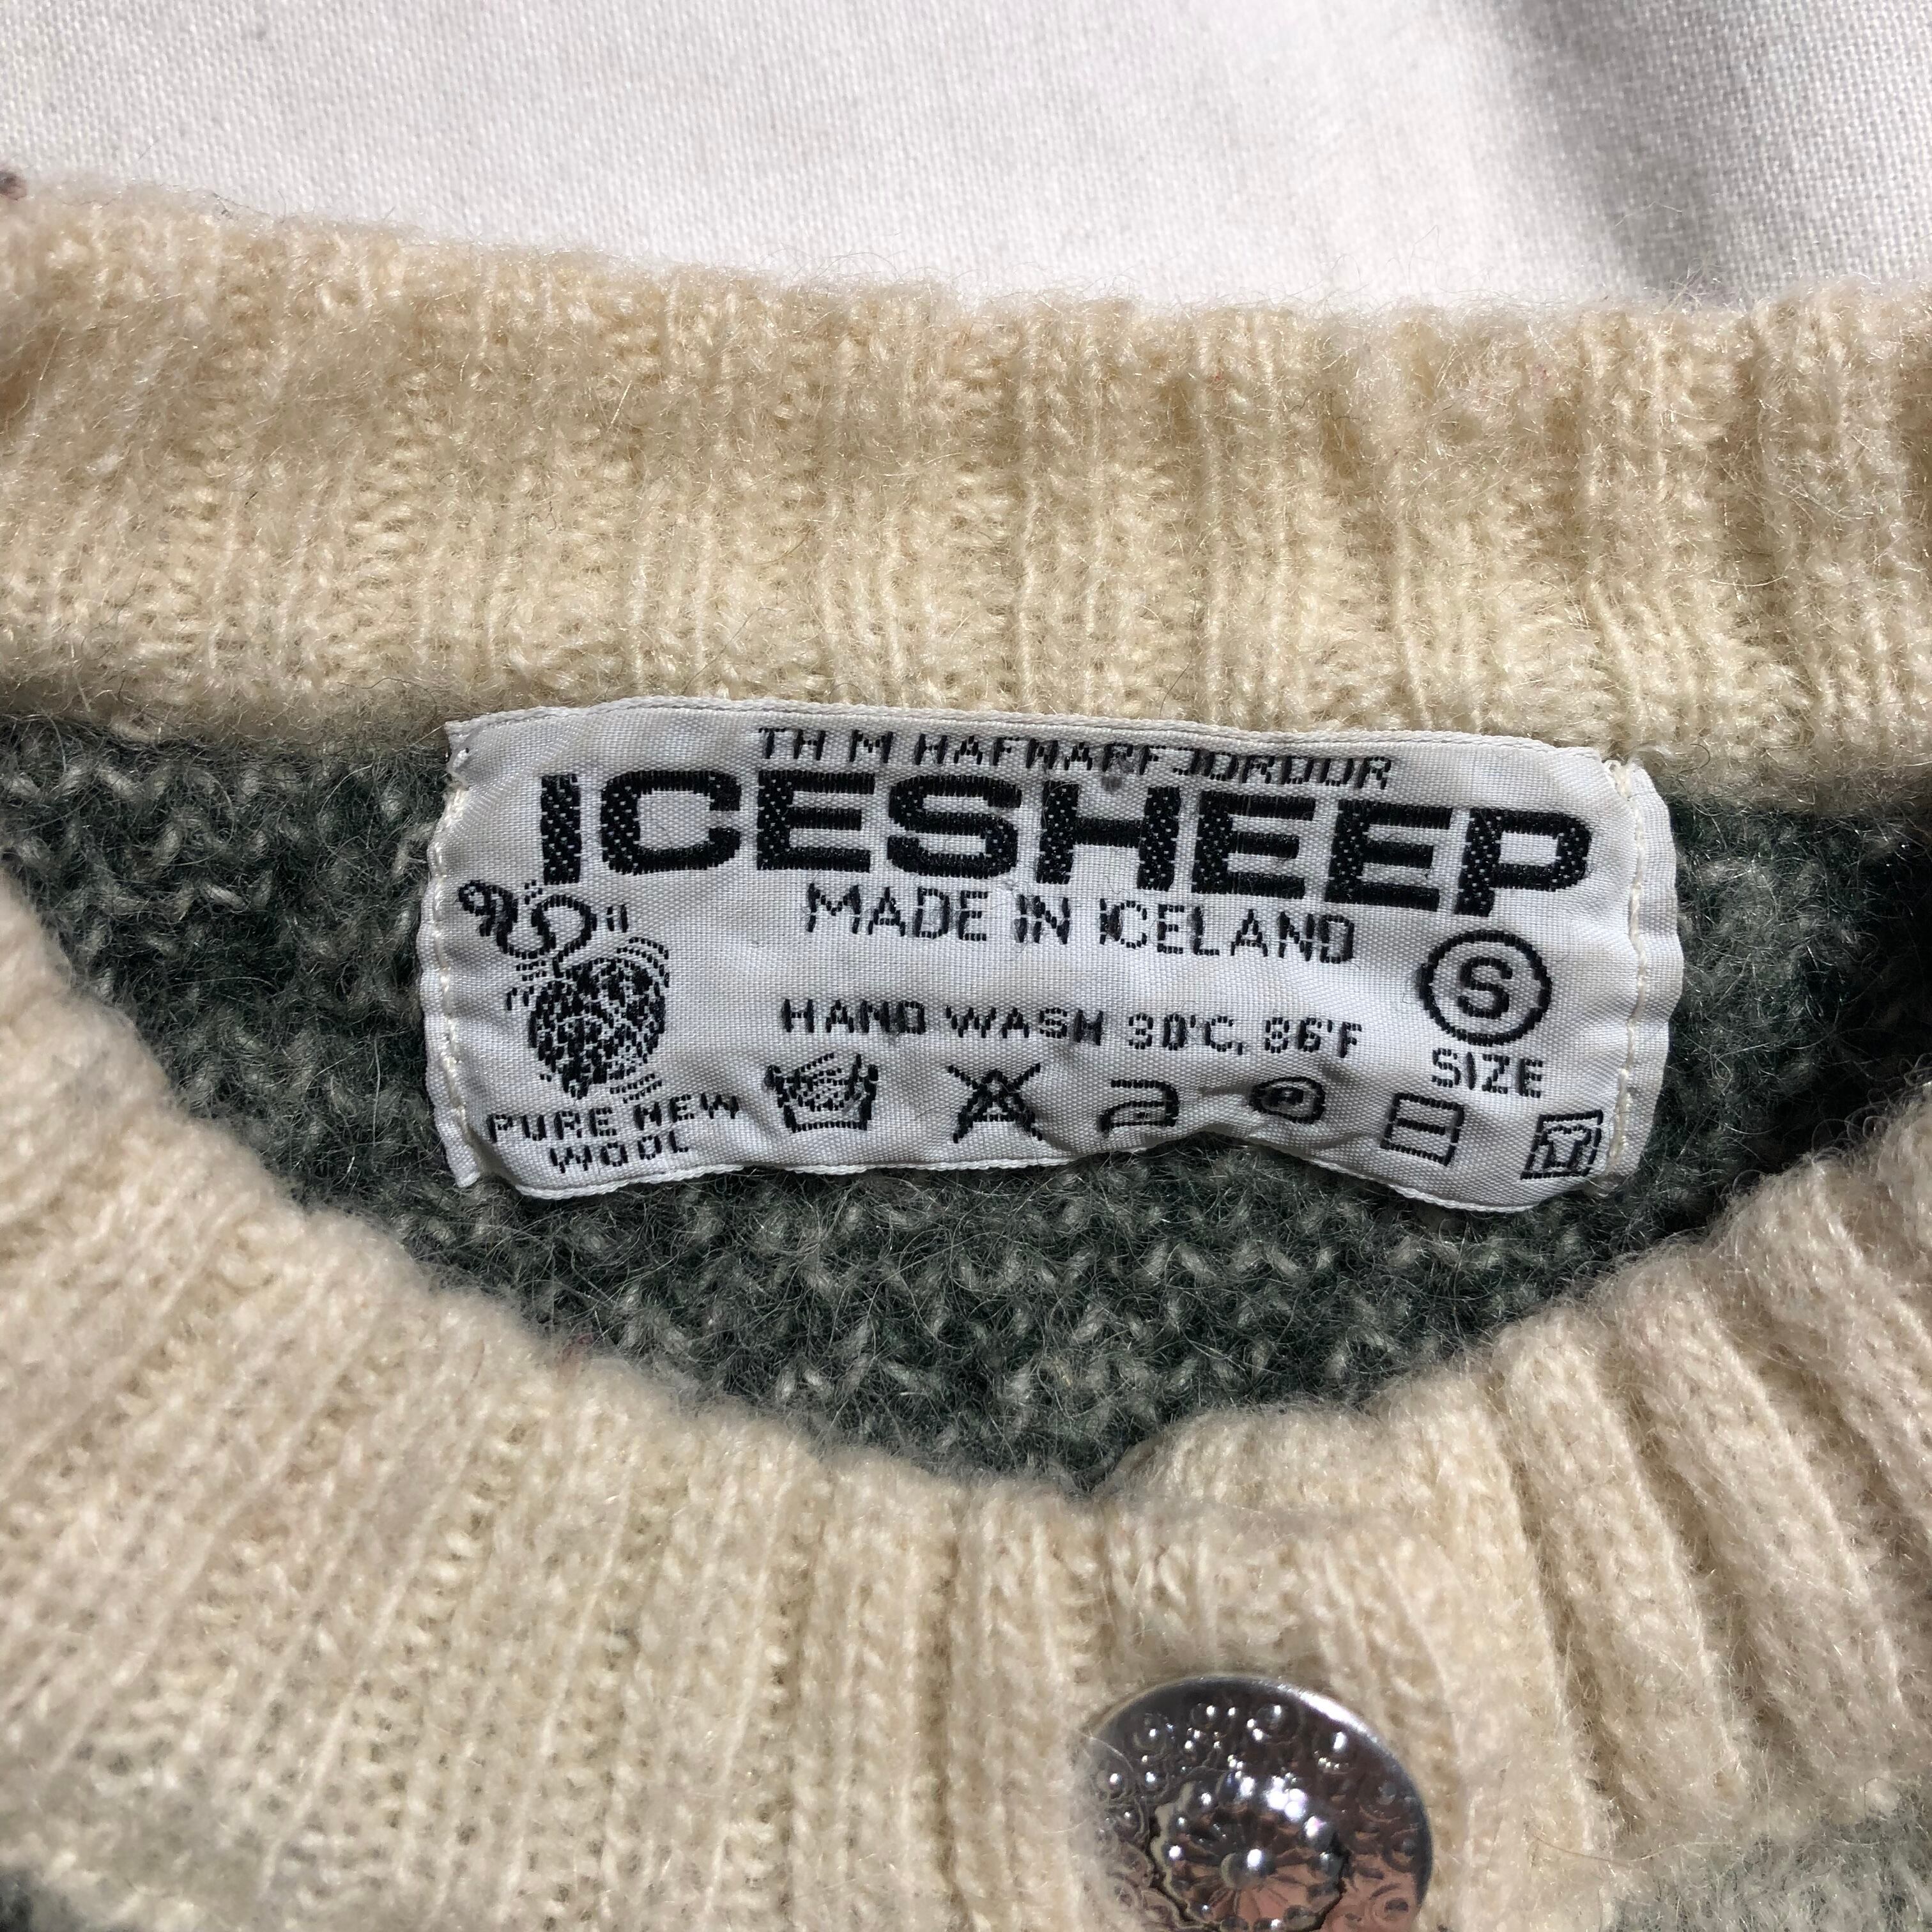 TH M HAFNARFJORDUR
ICESHEEP
MADE IN ICELAND
S
SIZE
HAND WASH 30'C, 86'F
PURE NEW
WOOL